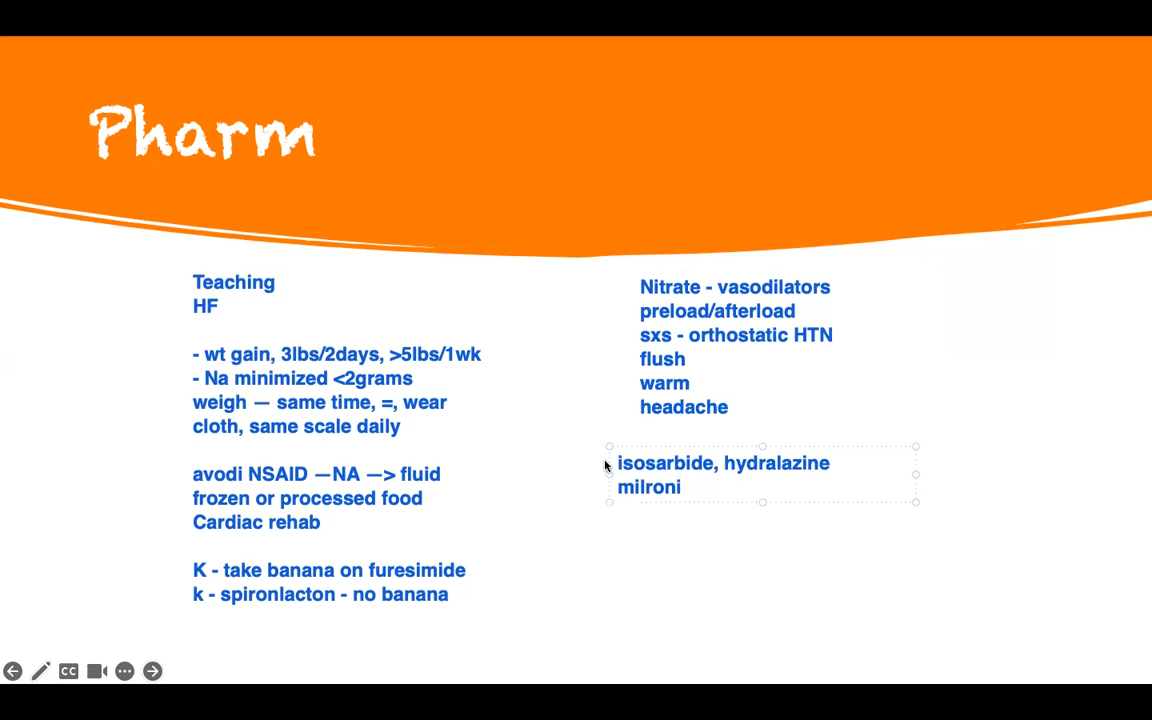 Pharm
Teaching
HF
- wt gain, 3lbs/2days, >5lbs/1wk
- Na minimized <2grams
weigh — same time, =, wear
cloth, same scale daily
avodi NSAID —NA —> fluid
frozen or processed food
Cardiac rehab
K - take banana on furesimide
k - spironlacton - no banana
Nitrate - vasodilators
preload/afterload
sxs - orthostatic HTN
flush
warm
headache
isosarbide, hydralazine
milroni
CC